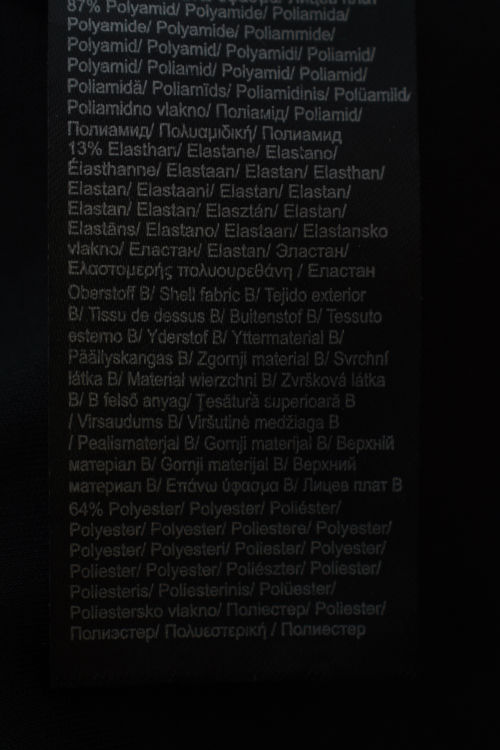 87% Polyamid/ Polyamide/ Poliamida/
Polyamide/ Polyamide/ Poliammide/
Polyamid/ Polyamid/ Polyamidi/ Poliamid/
Polyamid/ Poliamid/ Polyamid/ Poliamid/
Poliamidă/ Poliamīds/ Poliamidinis/ Polüamiid/
Poliamidno vlakno/ Поліамід/ Poliamid/
Полиамид/ Πολυαμιδική/ Полиамид
13% Elasthan/ Elastane/ Elastano/
Élasthanne/ Elastaan/ Elastan/ Elasthan/
Elastan/ Elastaani/ Elastan/ Elastan/
Elastan/ Elastan/ Elasztán/ Elastan/
Elastāns/ Elastano/ Elastaan/ Elastansko
vlakno/ Еластан/ Elastan/ Эластан/
Ελαστομερής πολυουρεθάνη / Еластан
Oberstoff B/ Shell fabric B/ Tejido exterior
B/ Tissu de dessus B/ Buitenstof B/ Tessuto
esterno B/ Yderstof B/ Yttermaterial B/
Päällyskangas B/ Zgornji material B/ Svrchní
látka B/ Materiał wierzchni B/ Zvršková látka
B/ B felső anyag/ Țesătură superioară B
/ Virsaudums B/ Viršutinė medžiaga B
/ Pealismaterjal B/ Gornji materijal B/ Верхній
матеріал B/ Gornji materijal B/ Верхний
материал B/ Επάνω ύφασμα B/ Лицев плат B
64% Polyester/ Polyester/ Poliéster/
Polyester/ Polyester/ Poliestere/ Polyester/
Polyester/ Polyesteri/ Poliester/ Polyester/
Poliester/ Polyester/ Poliészter/ Poliester/
Poliesteris/ Poliesterinis/ Polüester/
Poliestersko vlakno/ Поліестер/ Poliester/
Полиэстер/ Πολυεστερική / Полиестер